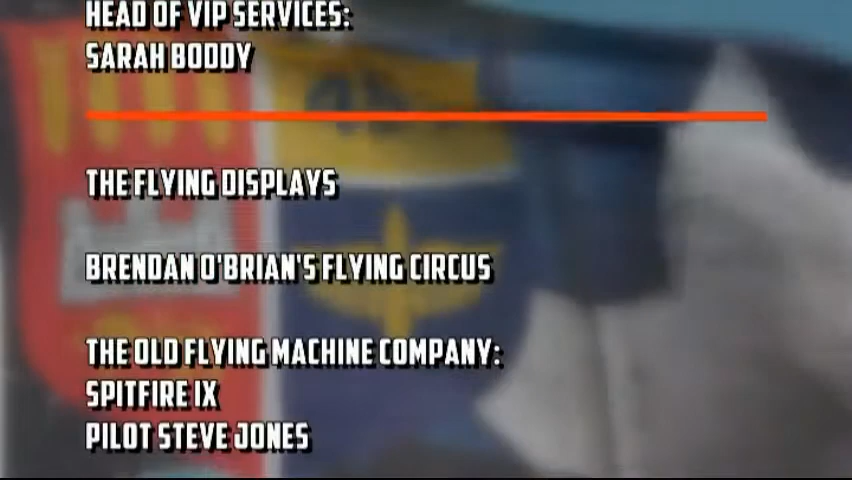 HEAD OF VIP SERVICES:
SARAH BODDY
THE FLYING DISPLAYS
BRENDAN O'BRIAN'S FLYING CIRCUS
THE OLD FLYING MACHINE COMPANY:
SPITFIRE IX
PILOT STEVE JONES